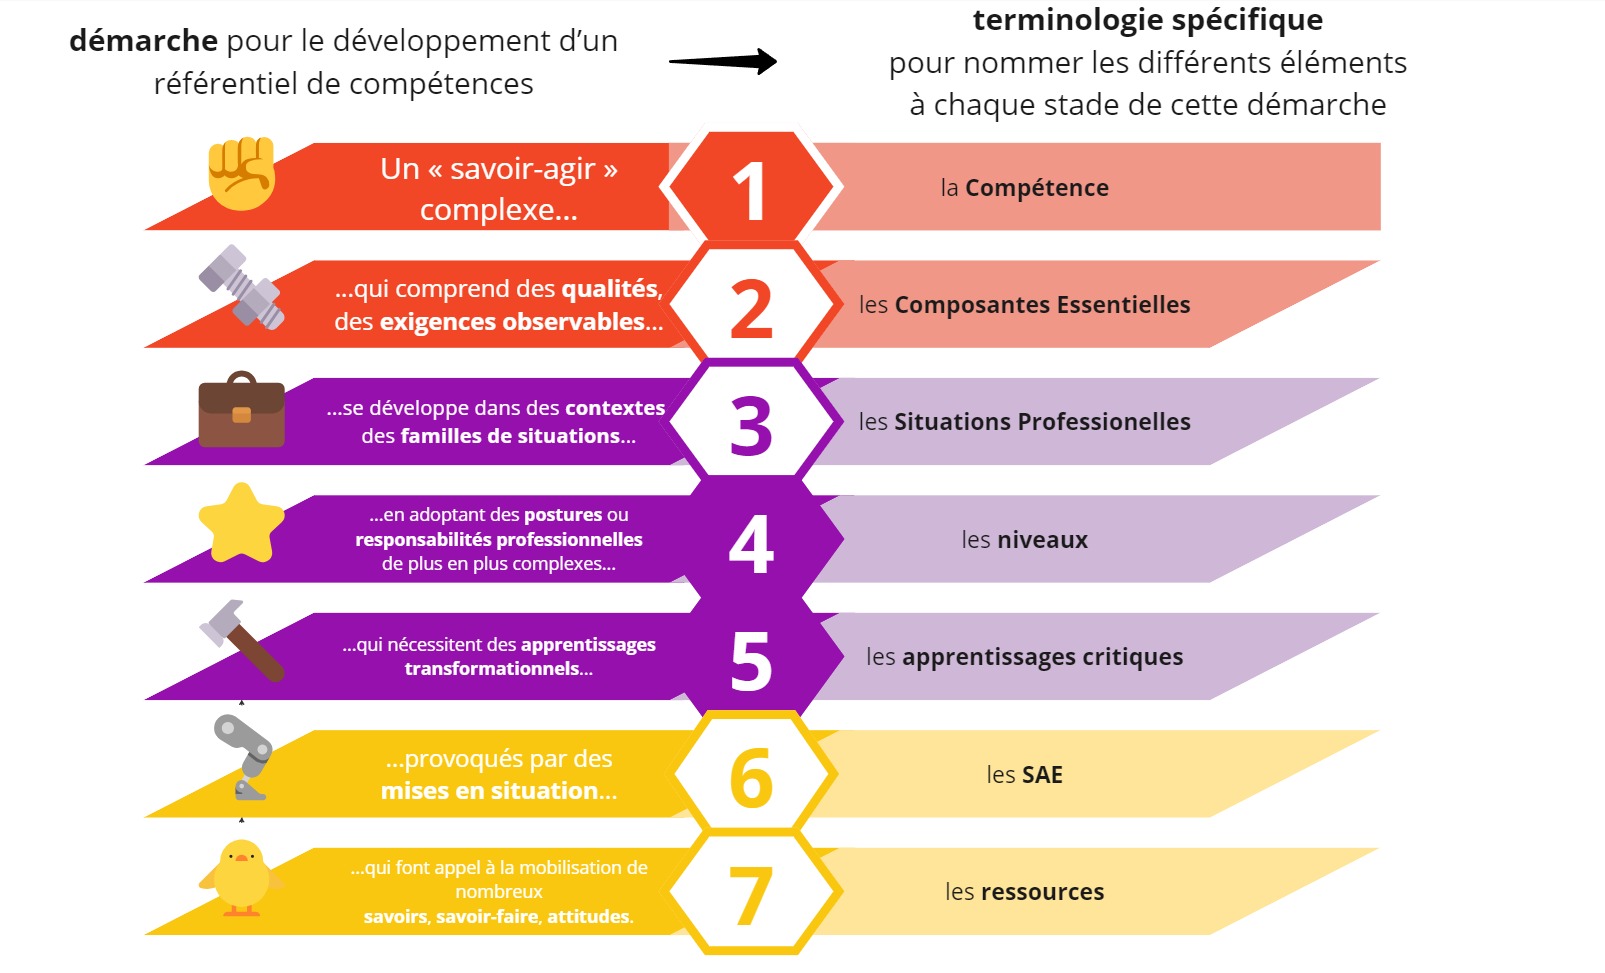 démarche pour le développement d’un
référentiel de compétences
terminologie spécifique
pour nommer les différents éléments
à chaque stade de cette démarche
Un « savoir-agir »
complexe...
1
la Compétence
...qui comprend des qualités,
des exigences observables...
2
les Composantes Essentielles
...se développe dans des contextes
des familles de situations...
3
les Situations Professionelles
...en adoptant des postures ou
responsabilités professionnelles
de plus en plus complexes...
4
les niveaux
...qui nécessitent des apprentissages
transformationnels...
5
les apprentissages critiques
...provoqués par des
mises en situation...
6
les SAE
...qui font appel à la mobilisation de
nombreux
savoirs, savoir-faire, attitudes.
7
les ressources